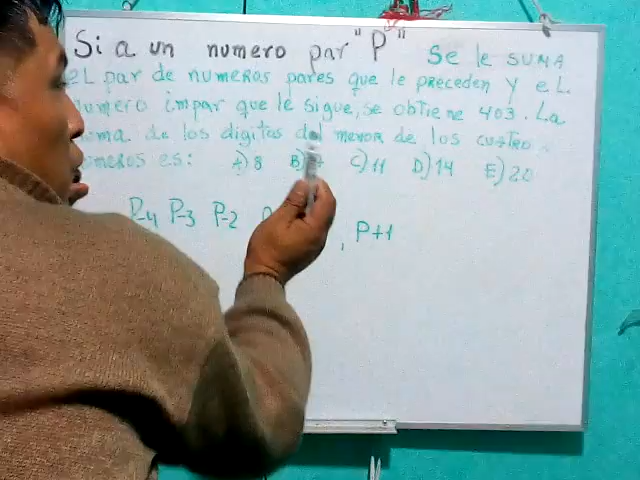 Si a un numero par "P" Se le SUMA
eL par de numeros pares que le preceden y eL
numero impar que le sigue, se obtiene 403. La
de los digitos del menor de los cuatro
es: A) 8 B) C) 11 D) 14 E) 20
P-4 P-3 P-2 , P+1